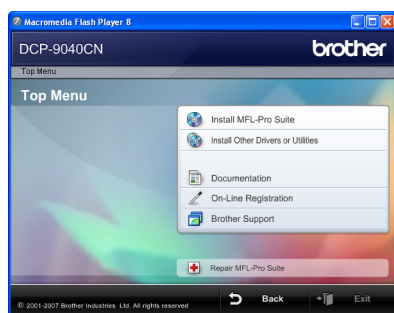 Macromedia Flash Player 8
DCP-9040CN
brother
Top Menu
Top Menu
Install MFL-Pro Suite
Install Other Drivers or Utilities
Documentation
On-Line Registration
Brother Support
Repair MFL-Pro Suite
© 2001-2007 Brother Industries Ltd. All rights reserved
Back
Exit